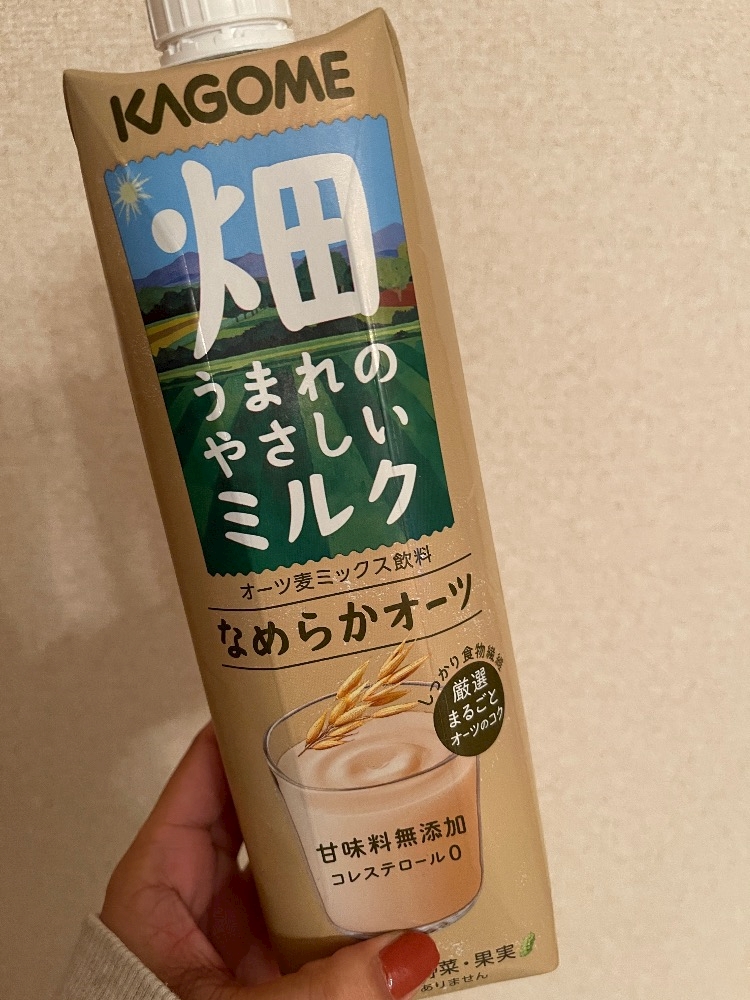 KAGOME
畑
うまれの
やさしい
ミルク
オーツ麦ミックス飲料
なめらかオーツ
しっかり食物繊維
厳選
まるごと
オーツのコク
甘味料無添加
コレステロール0
菜・果実
ありません